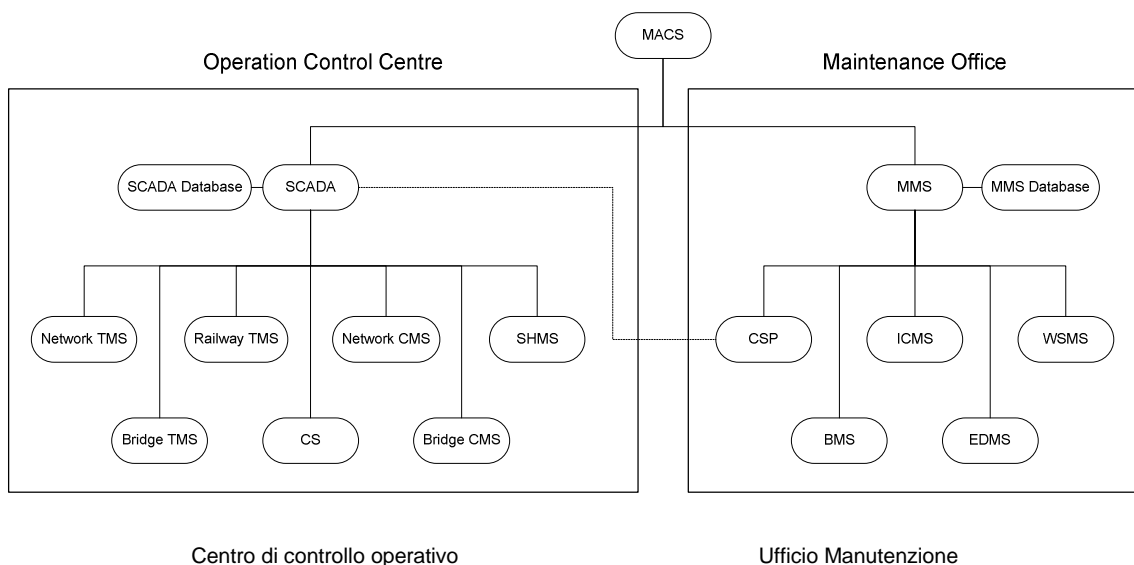 MACS
Operation Control Centre
Maintenance Office
SCADA Database
SCADA
MMS
MMS Database
Network TMS
Railway TMS
Network CMS
SHMS
CSP
ICMS
WSMS
Bridge TMS
CS
Bridge CMS
BMS
EDMS
Centro di controllo operativo
Ufficio Manutenzione